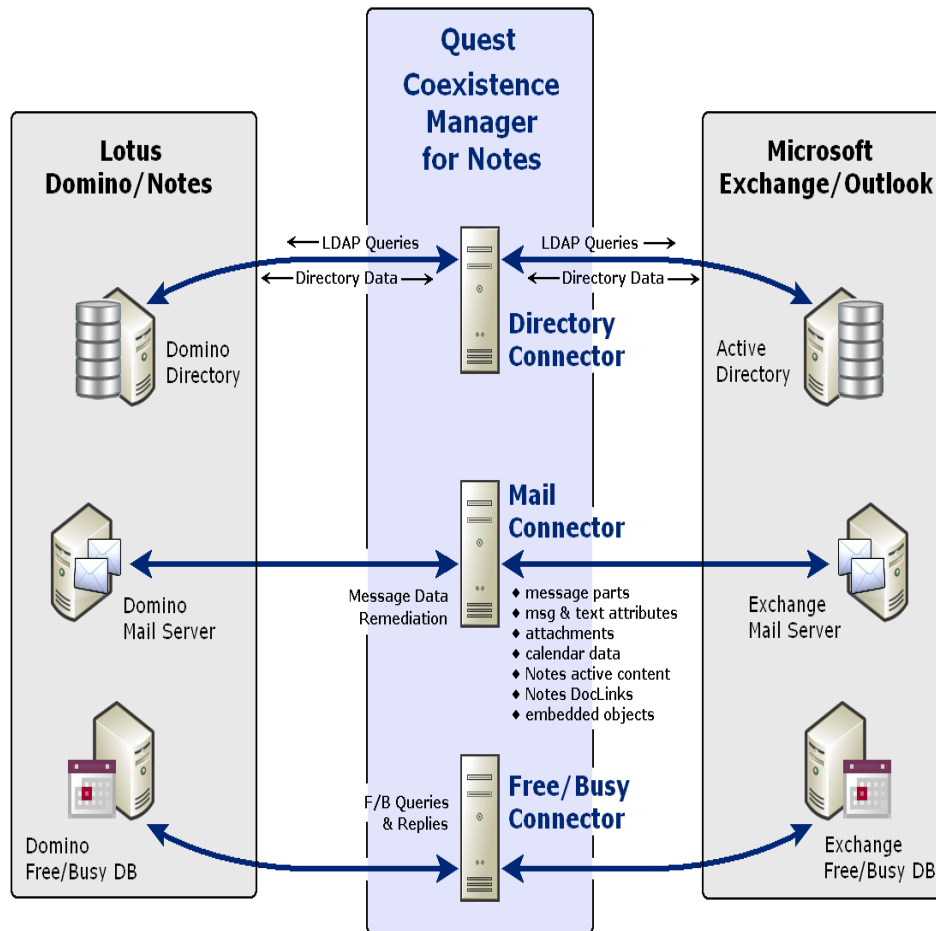 Quest
Coexistence
Manager
for Notes
Lotus
Domino/Notes
Microsoft
Exchange/Outlook
LDAP Queries
Directory Data
LDAP Queries
Directory Data
Directory
Connector
Domino
Directory
Active
Directory
Mail
Connector
Domino
Mail Server
Message Data
Remediation
♦ message parts
♦ msg & text attributes
♦ attachments
♦ calendar data
♦ Notes active content
♦ Notes DocLinks
♦ embedded objects
Exchange
Mail Server
F/B Queries
& Replies
Free/Busy
Connector
Domino
Free/Busy DB
Exchange
Free/Busy DB